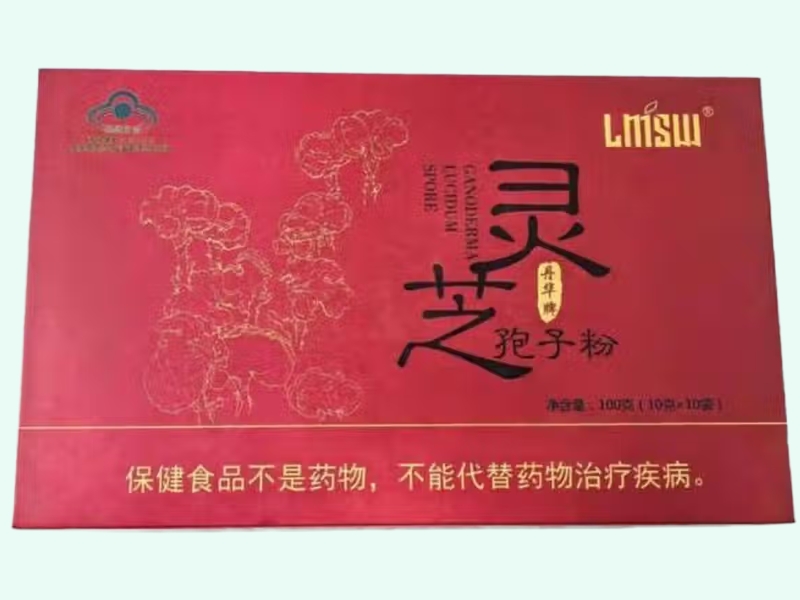 LMSW®
灵芝
GANODERMA
LUCIDUM
SPORE
丹华牌
孢子粉
净含量：100克（10克×10袋）
保健食品不是药物，不能代替药物治疗疾病。